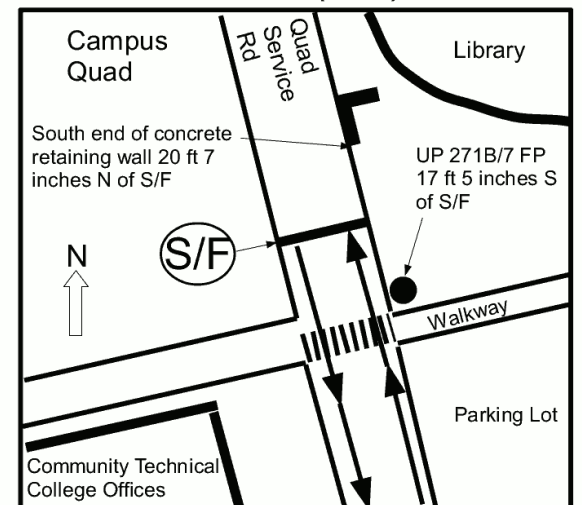 Campus
Quad
Quad
Service
Rd
Library
South end of concrete
retaining wall 20 ft 7
inches N of S/F
UP 271B/7 FP
17 ft 5 inches S
of S/F
S/F
N
Walkway
Parking Lot
Community Technical
College Offices